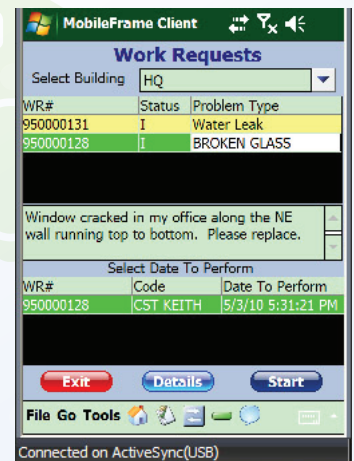 MobileFrame Client
Work Requests
Select Building HQ
WR# Status Problem Type
950000131 I Water Leak
950000128 I BROKEN GLASS
Window cracked in my office along the NE
wall running top to bottom. Please replace.
Select Date To Perform
WR# Code Date To Perform
950000128 CST KEITH 5/3/10 5:31:21 PM
Exit Details Start
File Go Tools
Connected on ActiveSync(USB)